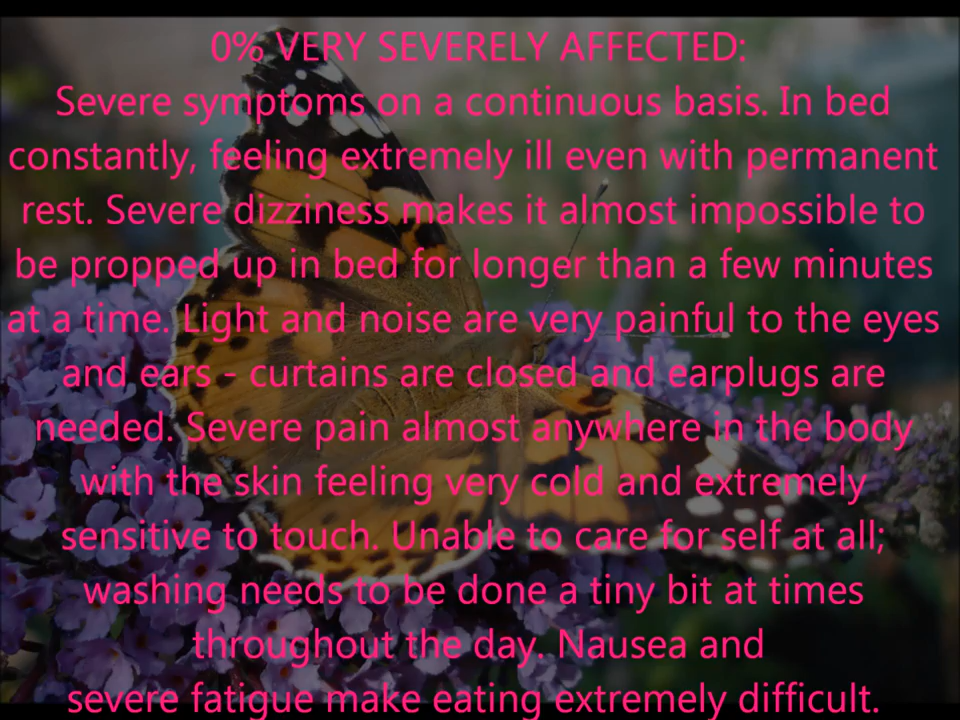 0% VERY SEVERELY AFFECTED:
Severe symptoms on a continuous basis. In bed
constantly, feeling extremely ill even with permanent
rest. Severe dizziness makes it almost impossible to
be propped up in bed for longer than a few minutes
at a time. Light and noise are very painful to the eyes
and ears - curtains are closed and earplugs are
needed. Severe pain almost anywhere in the body
with the skin feeling very cold and extremely
sensitive to touch. Unable to care for self at all;
washing needs to be done a tiny bit at times
throughout the day. Nausea and
severe fatigue make eating extremely difficult.